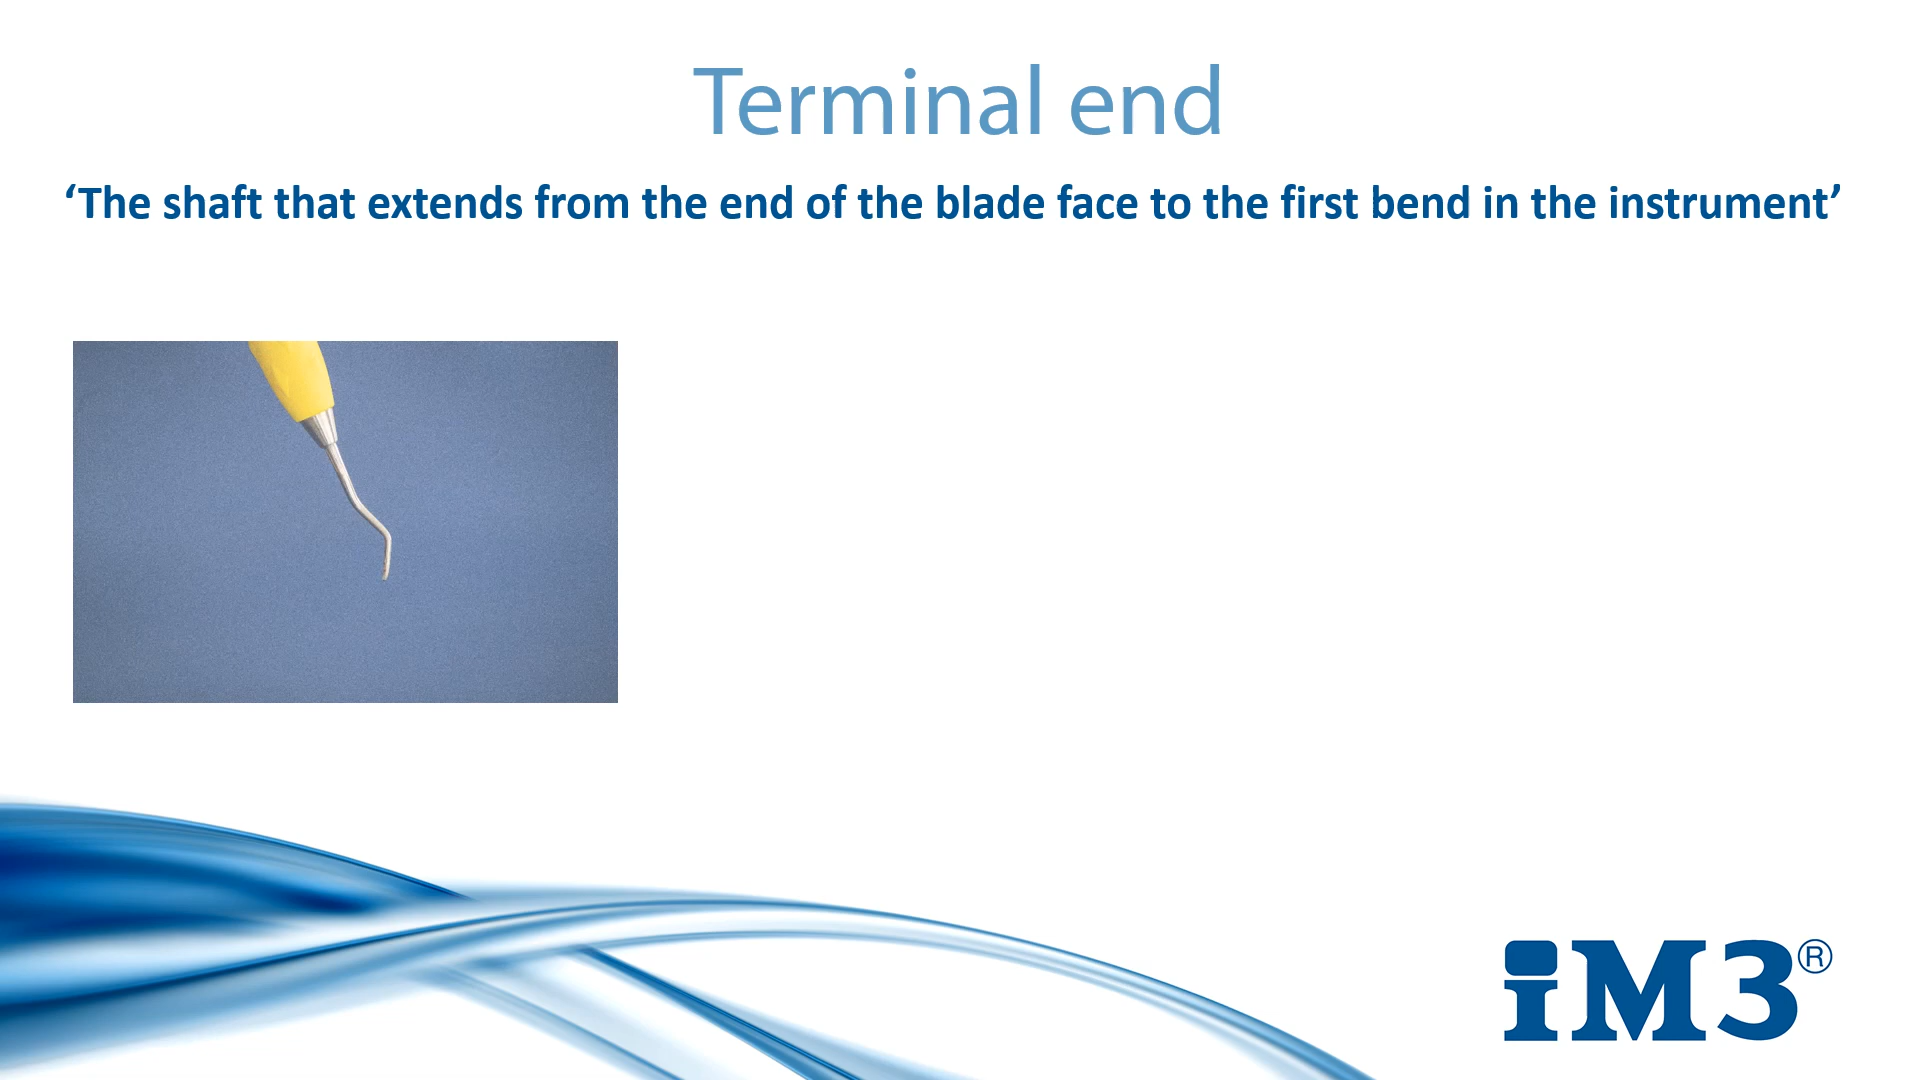 Terminal end
‘The shaft that extends from the end of the blade face to the first bend in the instrument’
iM3®